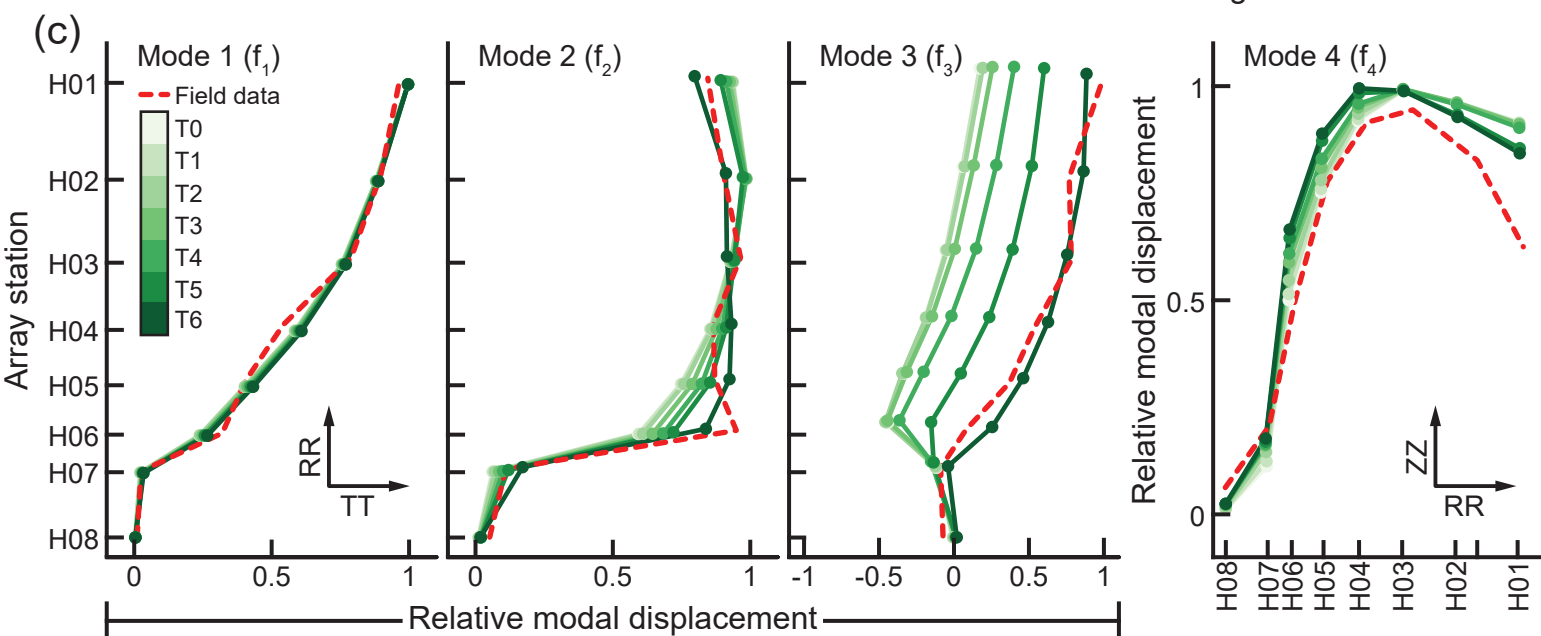 (c)
Mode 1 (f1)
Mode 2 (f2)
Mode 3 (f3)
Mode 4 (f4)
Array station
H01
H02
H03
H04
H05
H06
H07
H08
Field data
T0
T1
T2
T3
T4
T5
T6
RR
TT
0
0.5
1
0
0.5
1
-1
-0.5
0
0.5
1
Relative modal displacement
Relative modal displacement
1
0.5
0
ZZ
RR
H08
H07
H06
H05
H04
H03
H02
H01